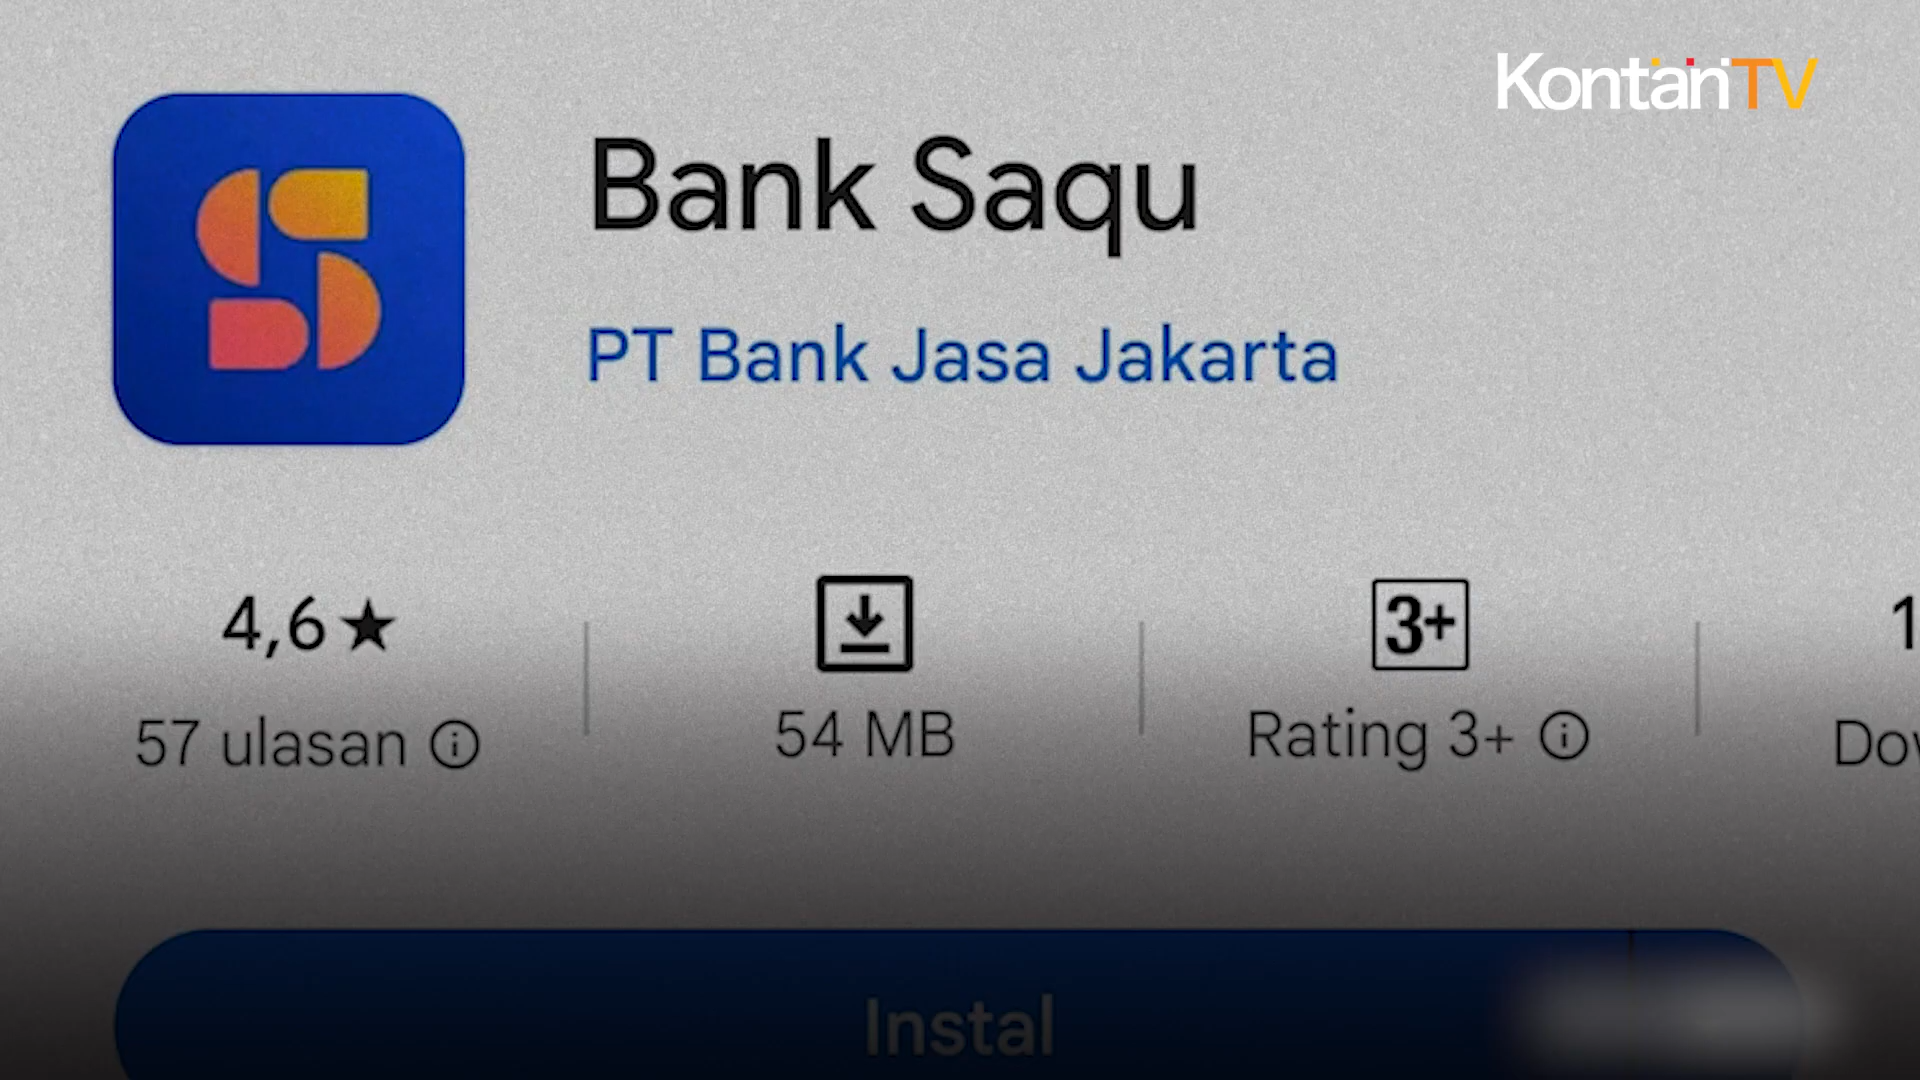 KontanTV
Bank Saqu
PT Bank Jasa Jakarta
4,6★
57 ulasan
54 MB
3+
Rating 3+
Instal